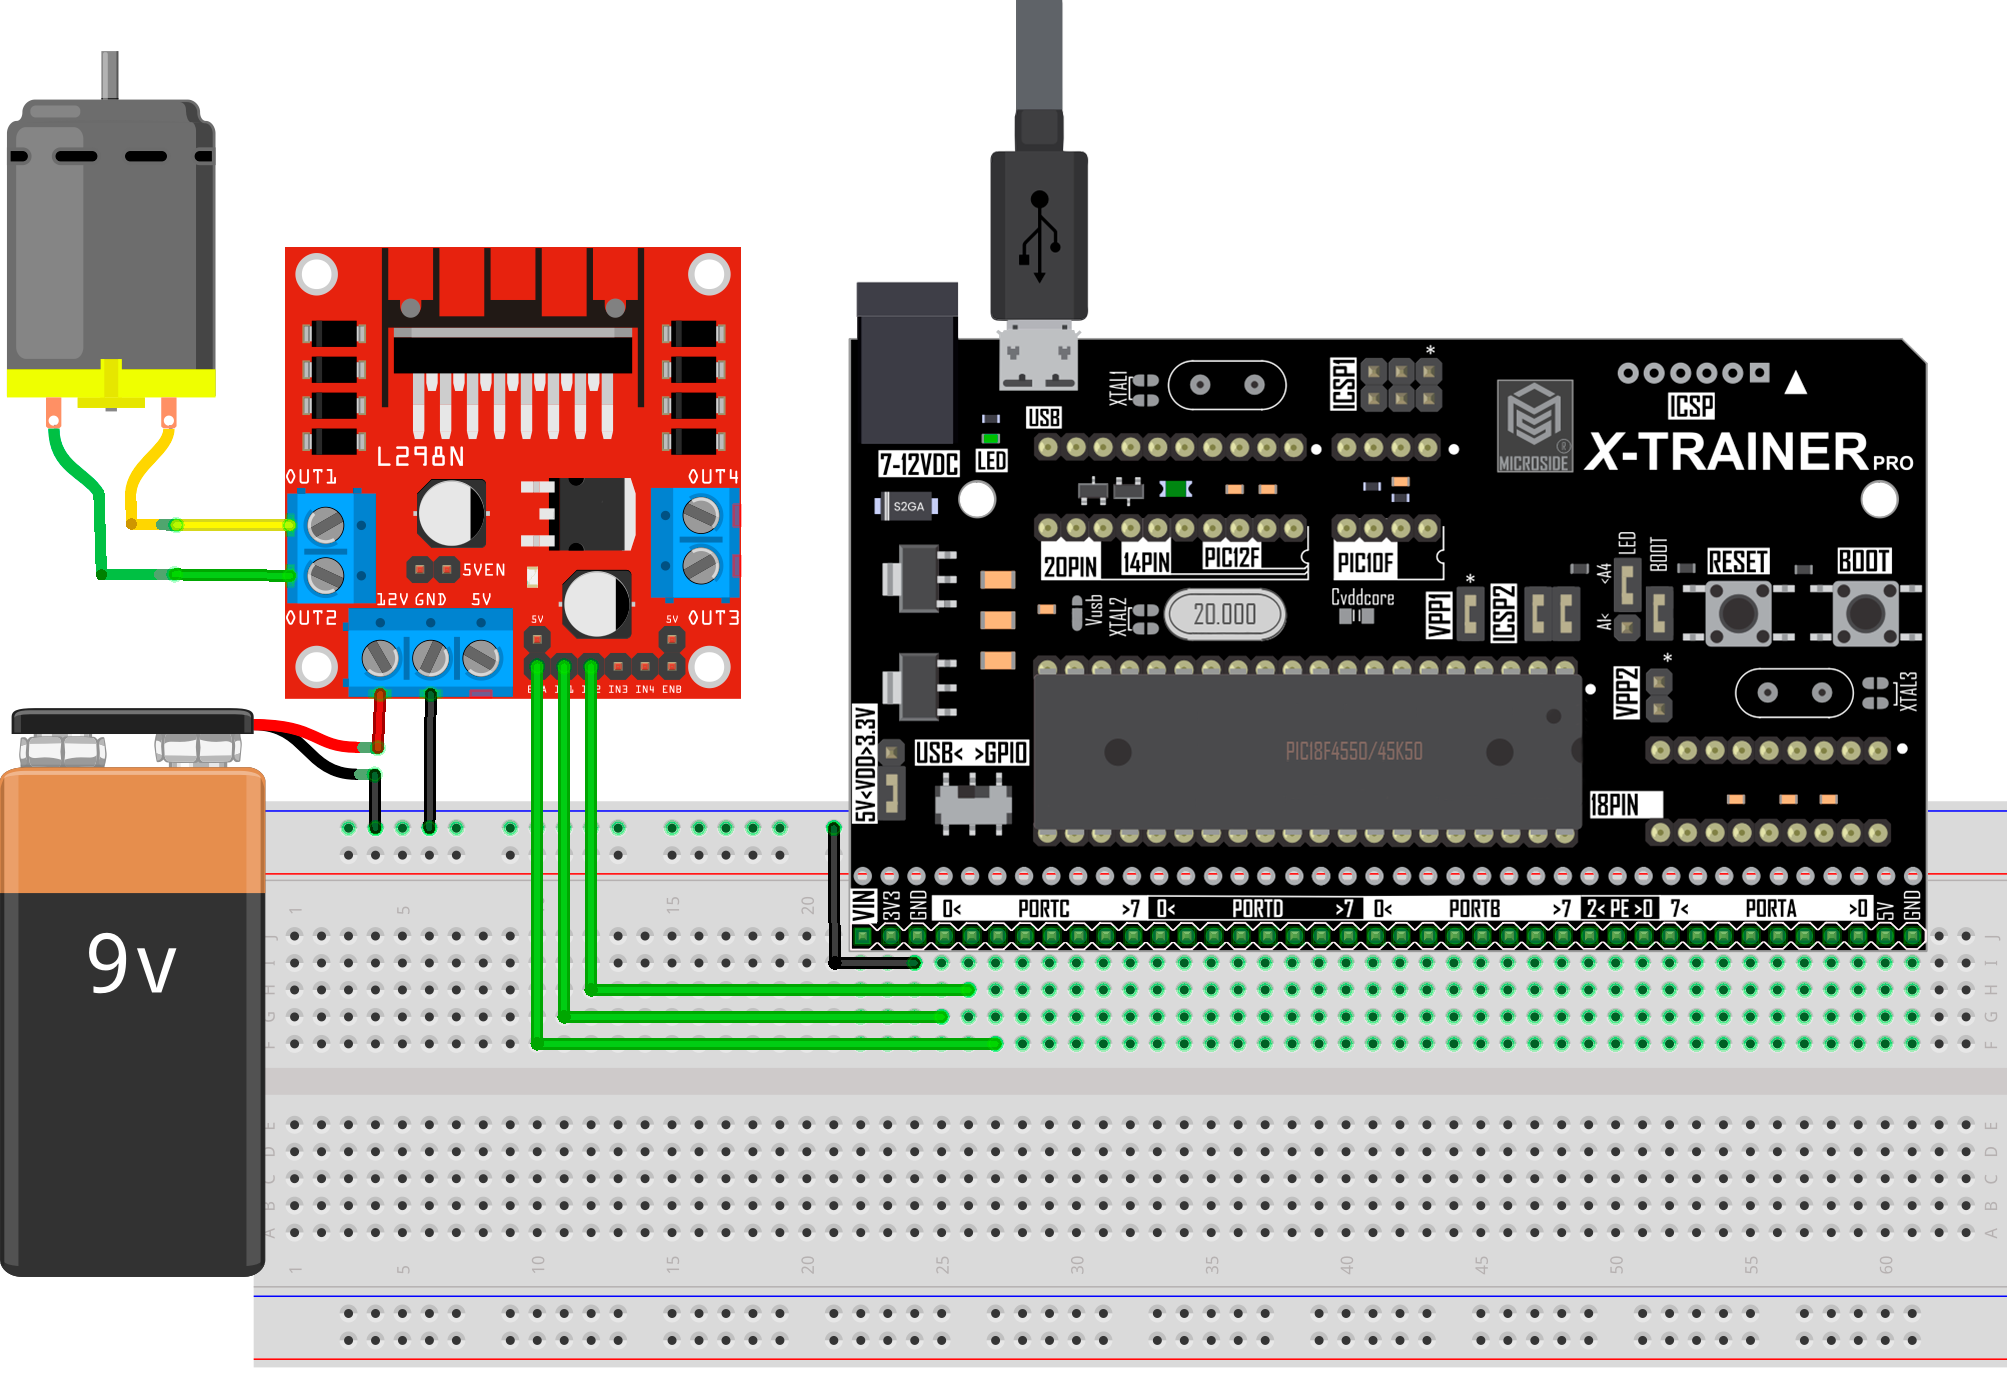 L298N
OUT1
OUT4
5VEN
12V GND 5V
OUT2
OUT3
5V
5V
IN3 IN4 ENB
9v
USB
7-12VDC
LED
S2GA
XTAL1
ICSP1
*
ICSP
MICROSIDE
®
X-TRAINER PRO
20PIN
14PIN
PIC12F
PIC10F
Vusb
XTAL2
20.000
Cvddcore
VPP1
*
ICSP2
A< <A4
LED
BOOT
RESET
BOOT
VPP2
*
XTAL3
5V<VDD>3.3V
USB< >GPIO
PIC18F4550/45K50
18PIN
VIN
3V3
GND
0< PORTC >7
0< PORTD >7
0< PORTB >7
2< PE >0
7< PORTA >0
5V
GND
1 5 15 20
J
I
H
G
F
J
I
H
G
F
E
D
C
B
A
E
D
C
B
A
1 5 10 15 20 25 30 35 40 45 50 55 60